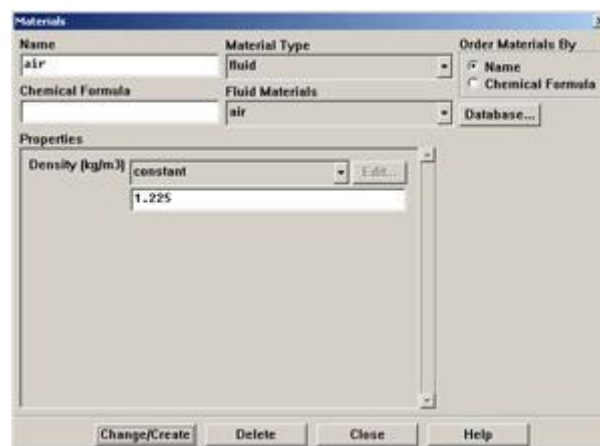 Materials
Name
air
Material Type
fluid
Order Materials By
Name
Chemical Formula
Chemical Formula
Fluid Materials
air
Database...
Properties
Density (kg/m3) constant Edit...
1.225
Change/Create Delete Close Help